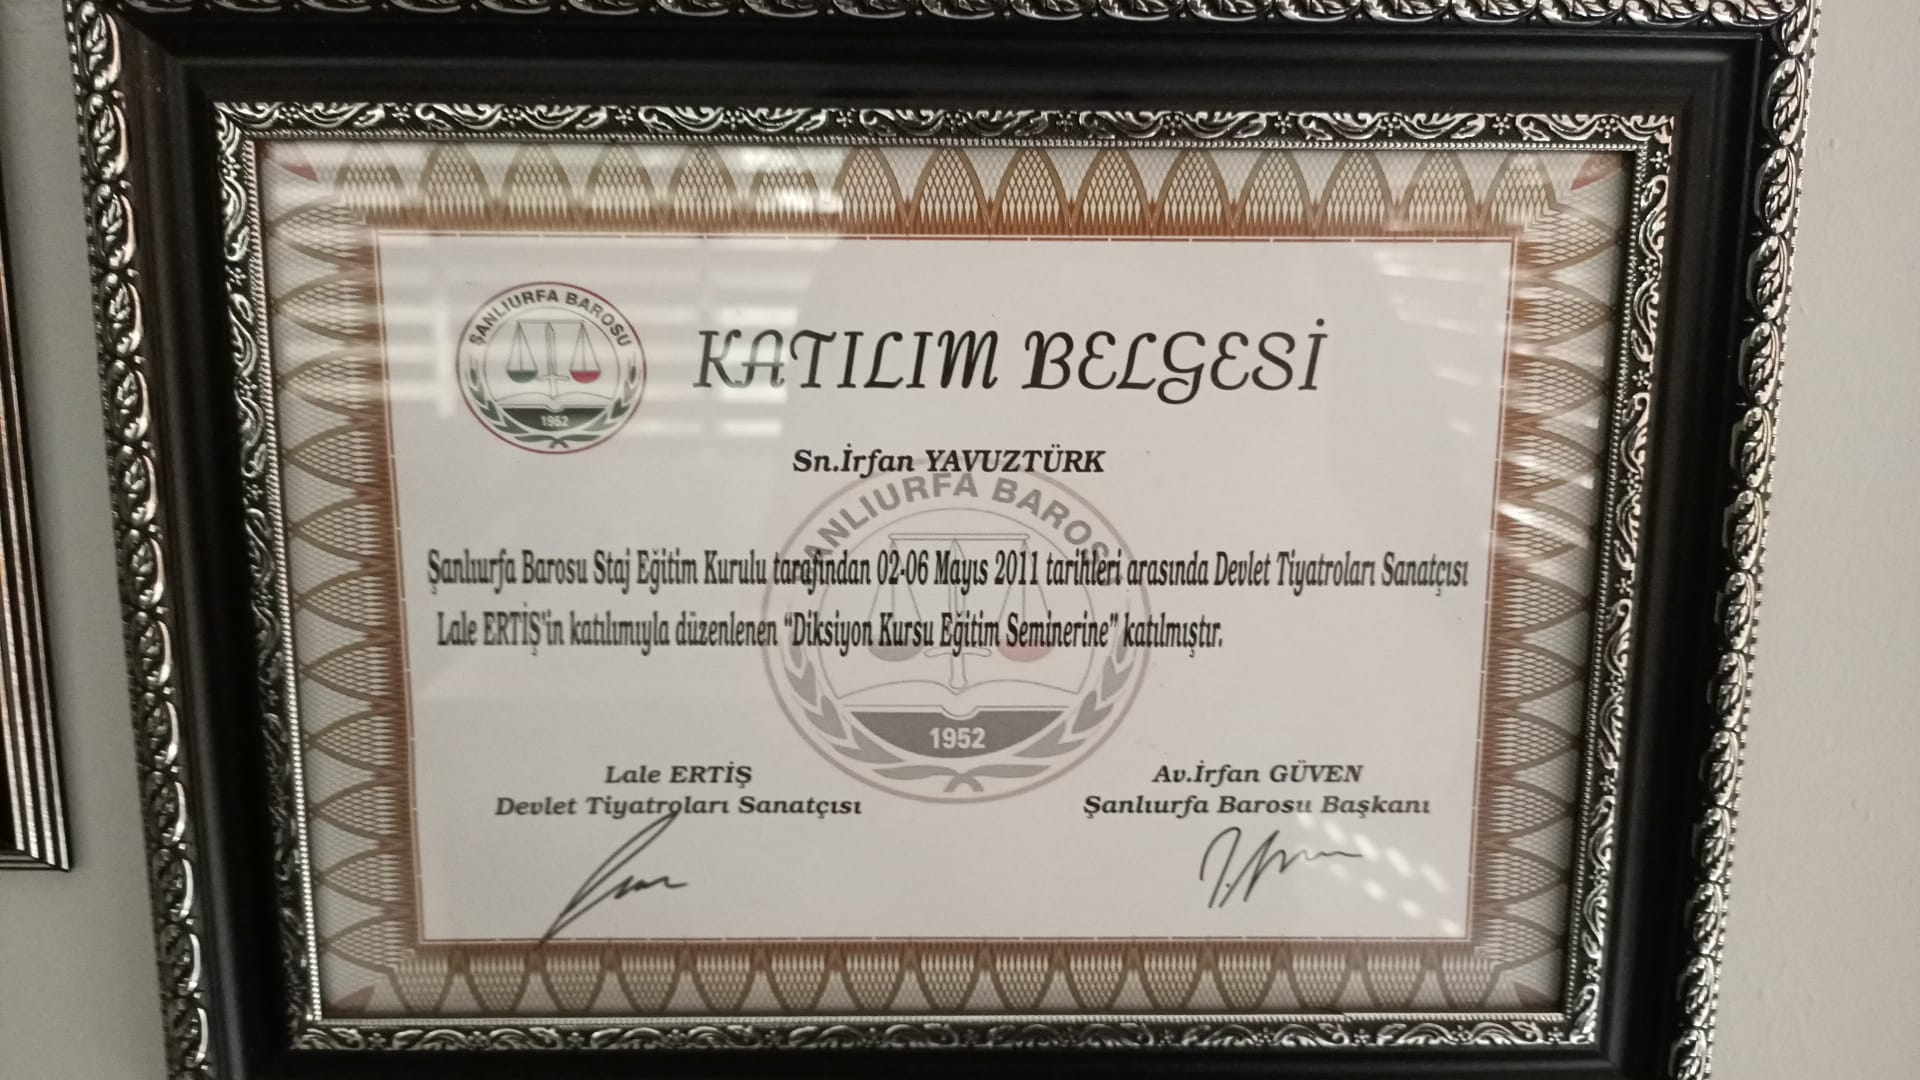 ŞANLIURFA BAROSU
1952
KATILIM BELGESİ
Sn.İrfan YAVUZTÜRK
ŞANLIURFA BAROSU
Şanlıurfa Barosu Staj Eğitim Kurulu tarafından 02-06 Mayıs 2011 tarihleri arasında Devlet Tiyatroları Sanatçısı
Lale ERTİŞ'in katılımıyla düzenlenen “Diksiyon Kursu Eğitim Seminerine” katılmıştır.
1952
Lale ERTİŞ
Devlet Tiyatroları Sanatçısı
Av.İrfan GÜVEN
Şanlıurfa Barosu Başkanı